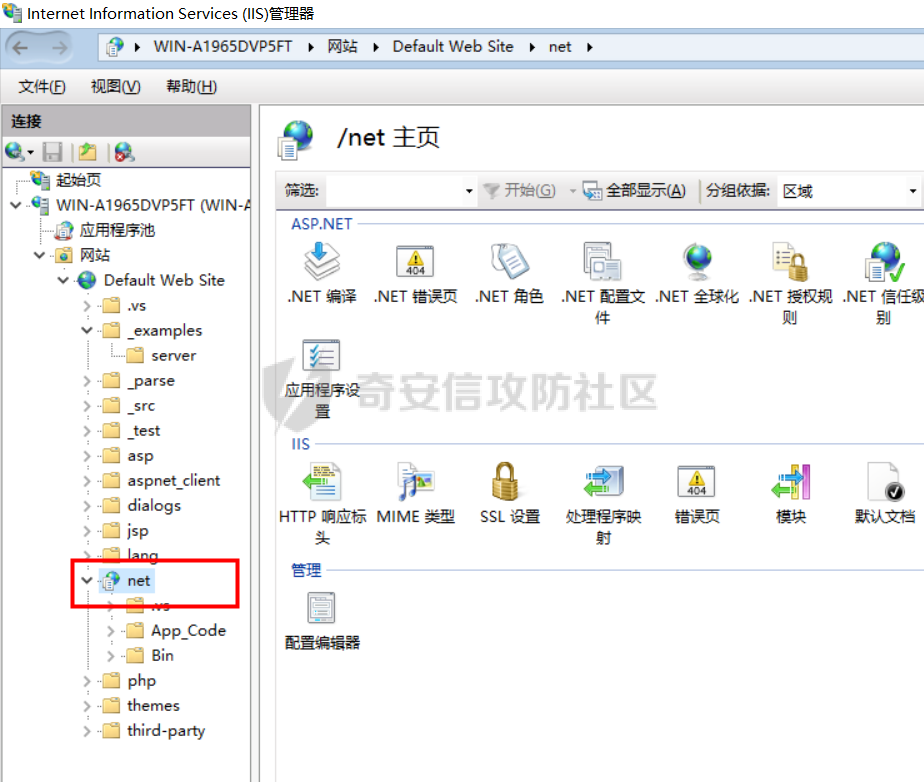 Internet Information Services (IIS)管理器
WIN-A1965DVP5FT 网站 Default Web Site net
文件(F) 视图(V) 帮助(H)
连接
起始页
WIN-A1965DVP5FT (WIN-A
应用程序池
网站
Default Web Site
.vs
_examples
server
_parse
_src
_test
asp
aspnet_client
dialogs
jsp
lang
net
.vs
App_Code
Bin
php
themes
third-party
/net 主页
筛选: 开始(G) 全部显示(A) 分组依据: 区域
ASP.NET
.NET 编译 .NET 错误页 .NET 角色 .NET 配置文件 .NET 全球化 .NET 授权规则 .NET 信任级别
应用程序设置
奇安信攻防社区
IIS
HTTP 响应标头 MIME 类型 SSL 设置 处理程序映射 错误页 模块 默认文档
管理
配置编辑器